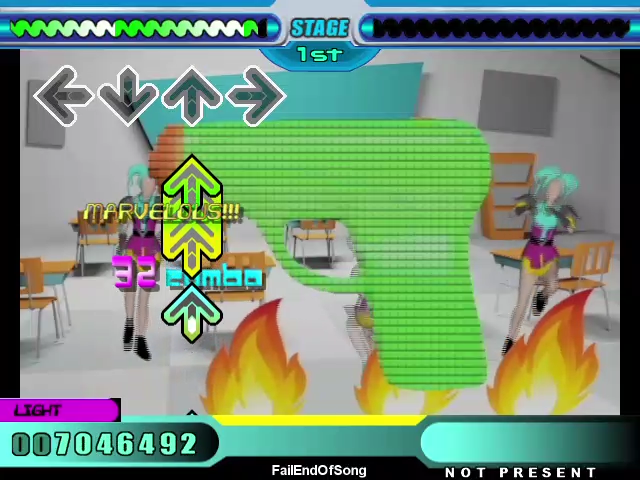 STAGE
1st
MARVELOUS!!!
32 combo
LIGHT
007046492
FailEndOfSong
NOT PRESENT